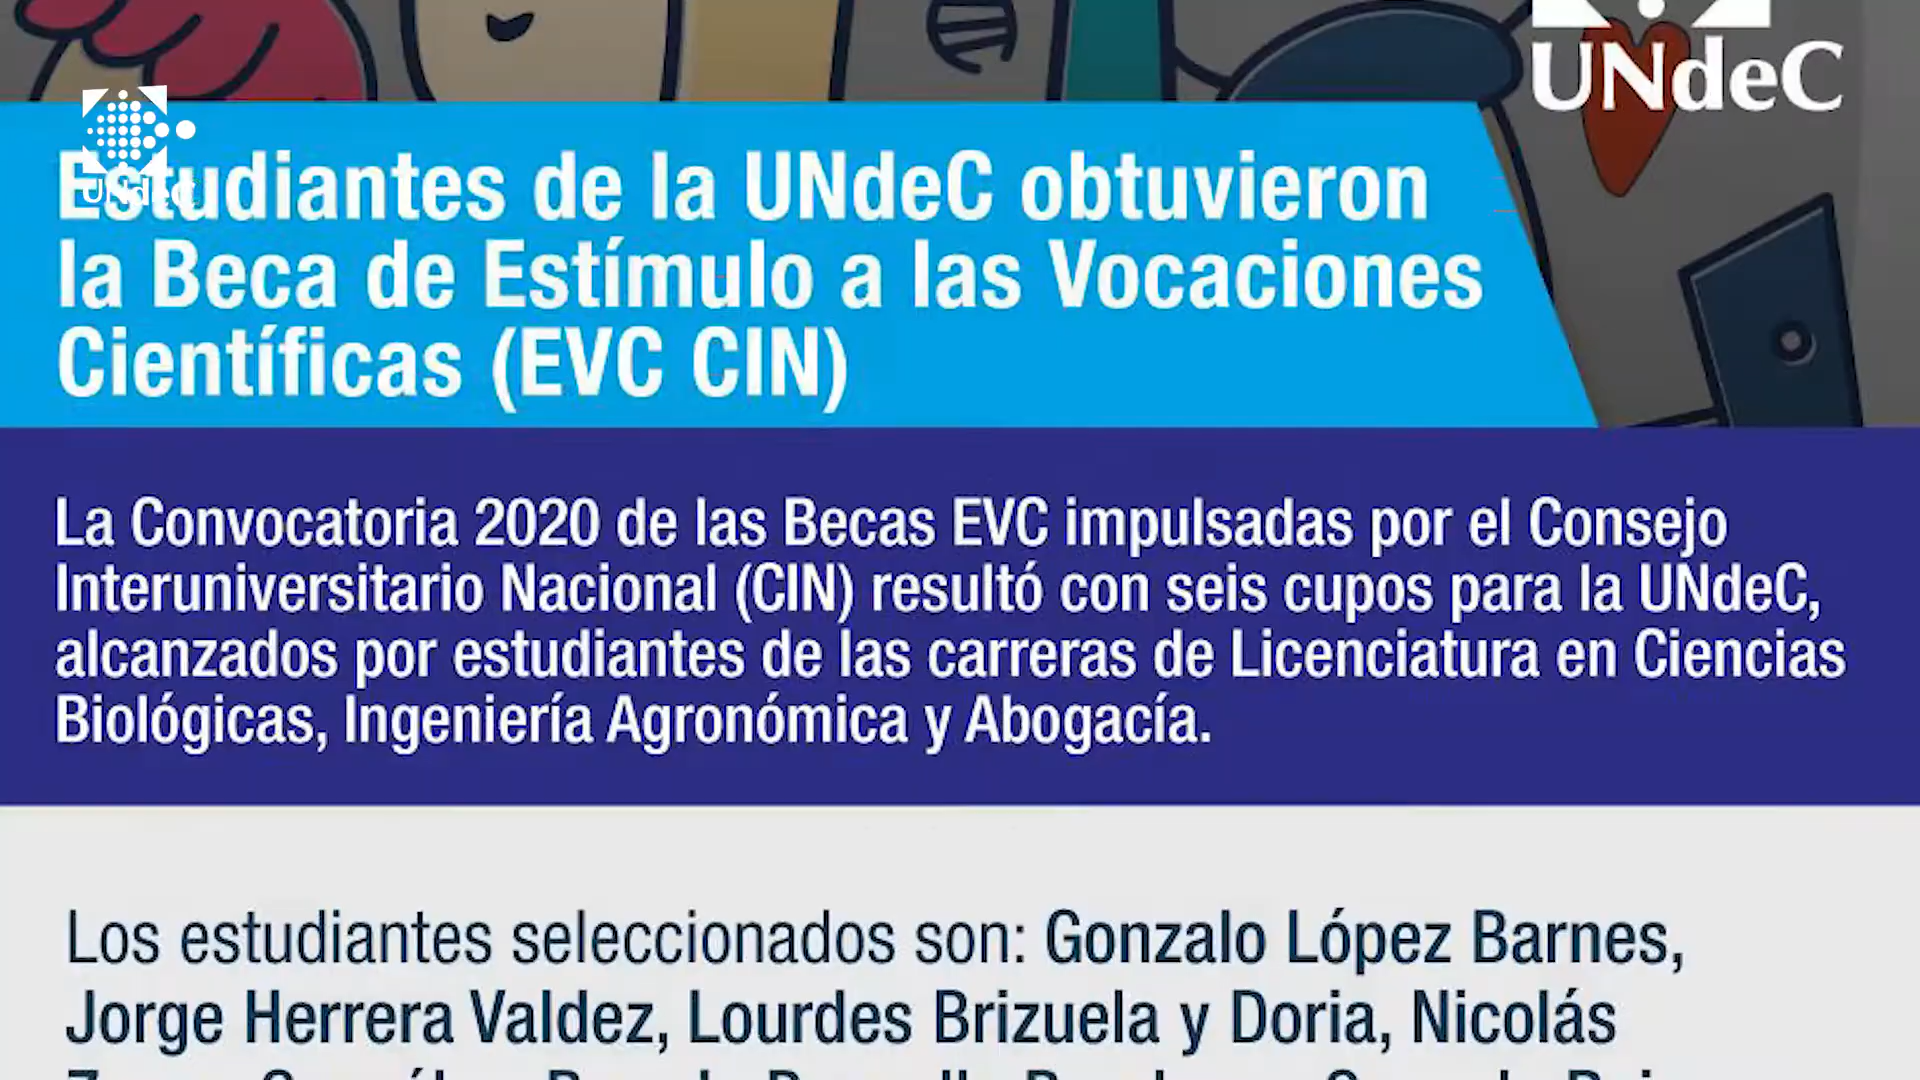 UNdeC
UNdeC
Estudiantes de la UNdeC obtuvieron
la Beca de Estímulo a las Vocaciones
Científicas (EVC CIN)
La Convocatoria 2020 de las Becas EVC impulsadas por el Consejo
Interuniversitario Nacional (CIN) resultó con seis cupos para la UNdeC,
alcanzados por estudiantes de las carreras de Licenciatura en Ciencias
Biológicas, Ingeniería Agronómica y Abogacía.
Los estudiantes seleccionados son: Gonzalo López Barnes,
Jorge Herrera Valdez, Lourdes Brizuela y Doria, Nicolás